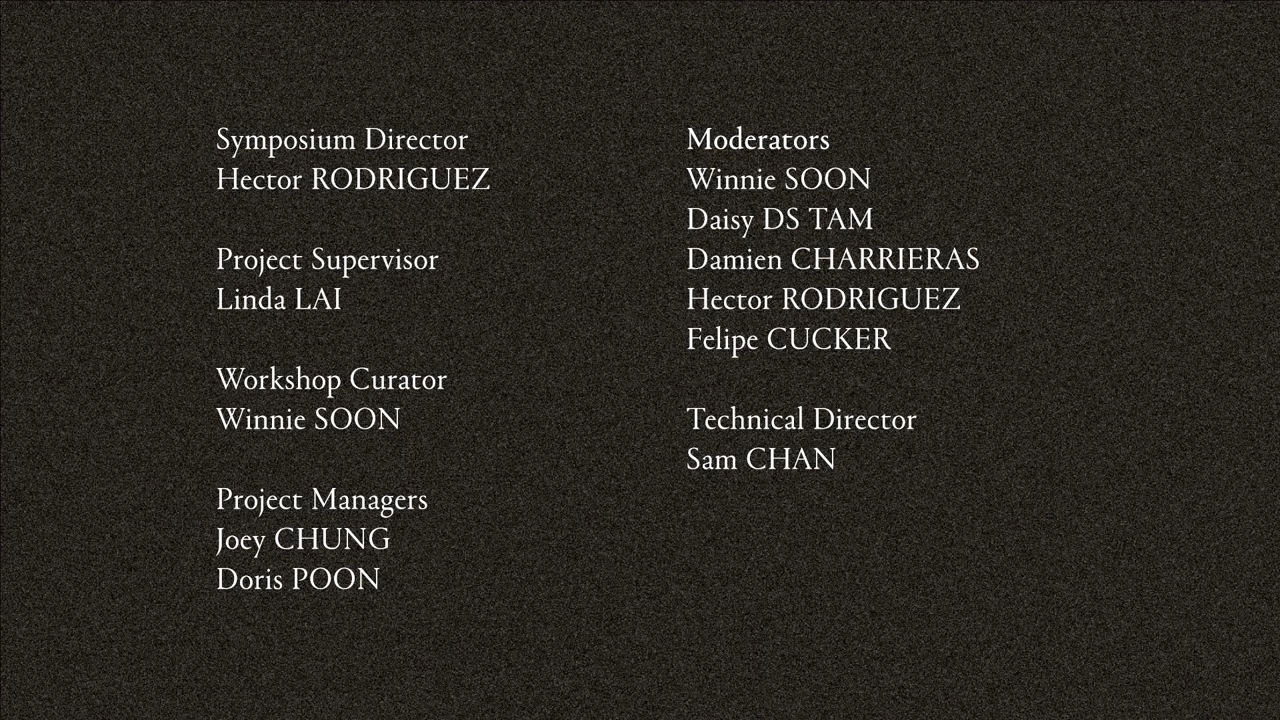 Symposium Director
Hector RODRIGUEZ
Project Supervisor
Linda LAI
Workshop Curator
Winnie SOON
Project Managers
Joey CHUNG
Doris POON
Moderators
Winnie SOON
Daisy DS TAM
Damien CHARRIERAS
Hector RODRIGUEZ
Felipe CUCKER
Technical Director
Sam CHAN